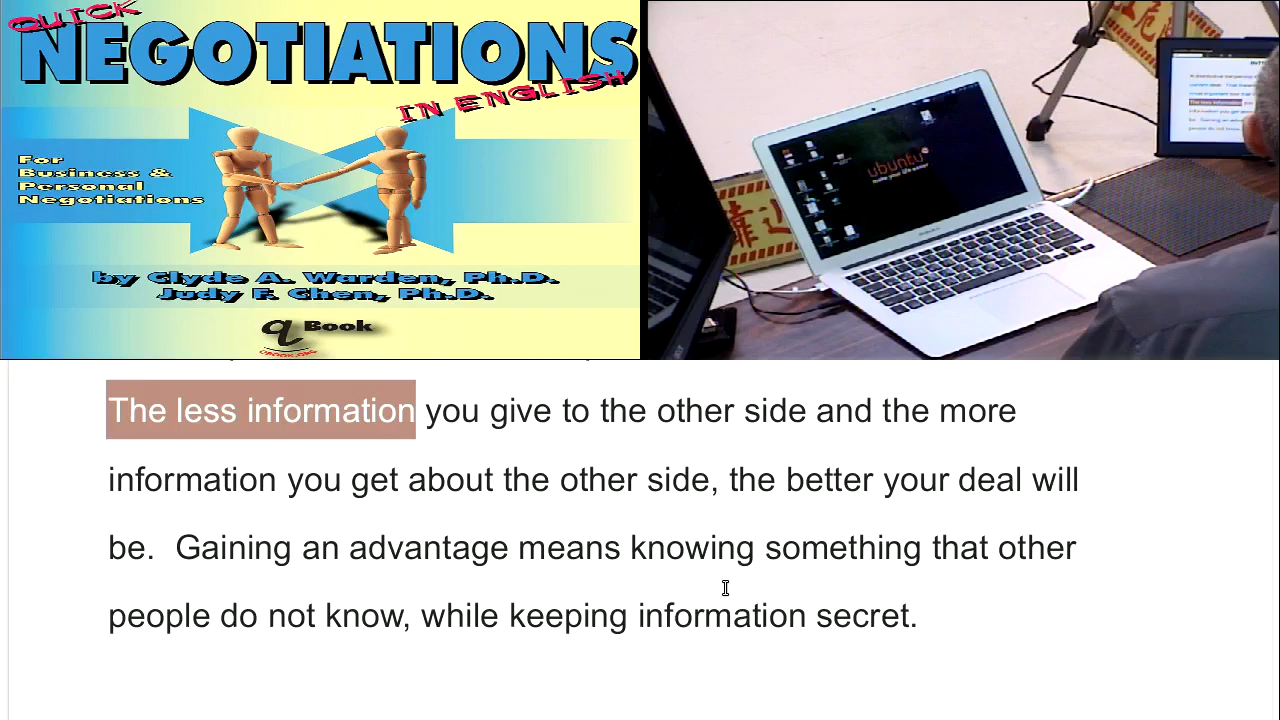 QUICK
NEGOTIATIONS
IN ENGLISH
For
Business &
Personal
Negotiations
by Clyde A. Warden, Ph.D.
Judy F. Chen, Ph.D.
q Book
QBOOK.ORG
ubuntu
The less information you give to the other side and the more
information you get about the other side, the better your deal will
be. Gaining an advantage means knowing something that other
people do not know, while keeping information secret.